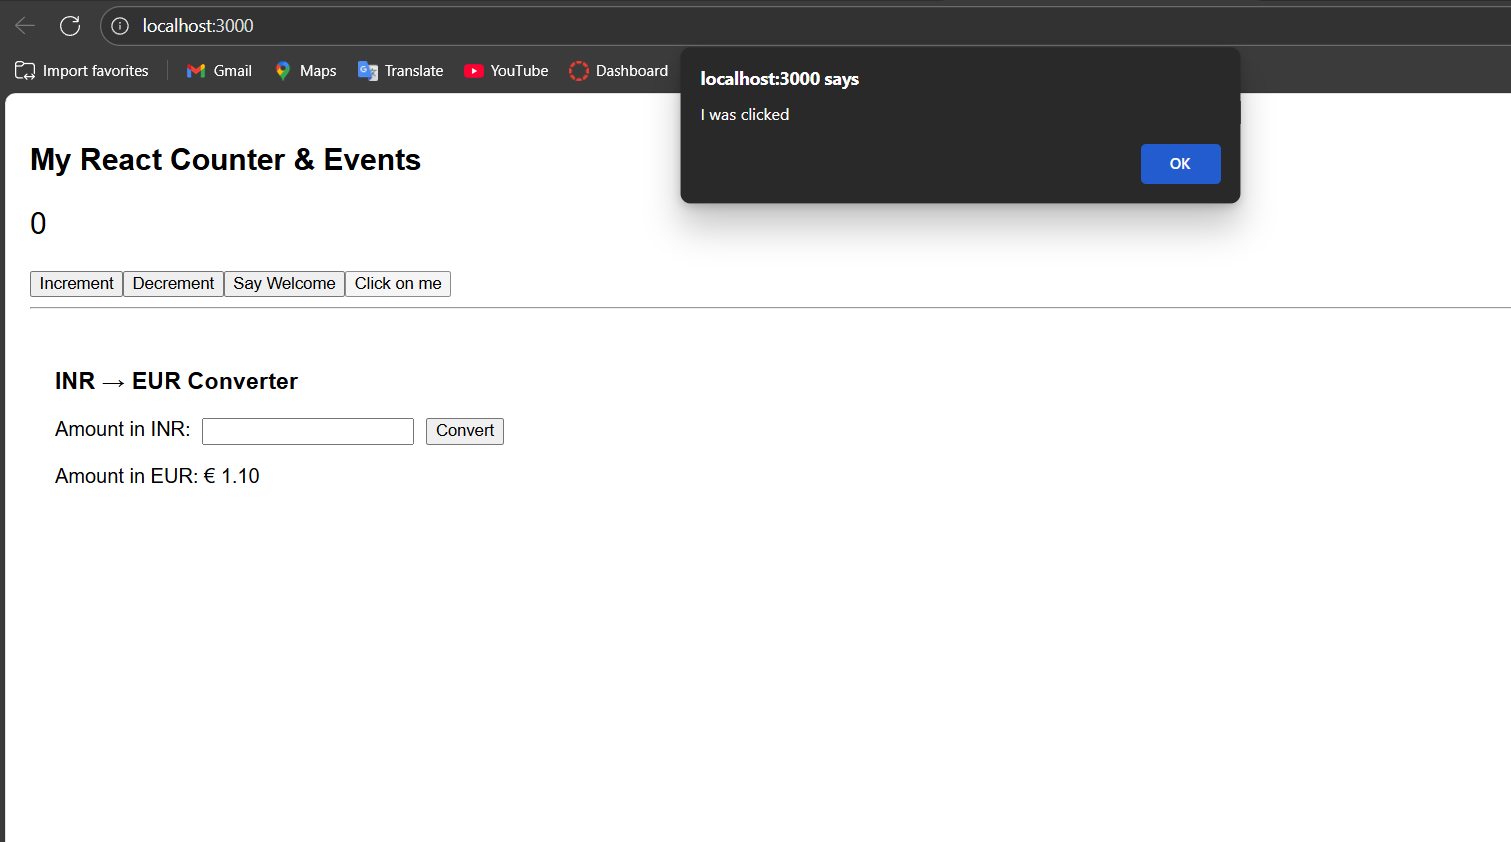 localhost:3000
Import favorites Gmail Maps Translate YouTube Dashboard
localhost:3000 says
I was clicked
OK
My React Counter & Events
0
Increment Decrement Say Welcome Click on me
INR → EUR Converter
Amount in INR: Convert
Amount in EUR: € 1.10